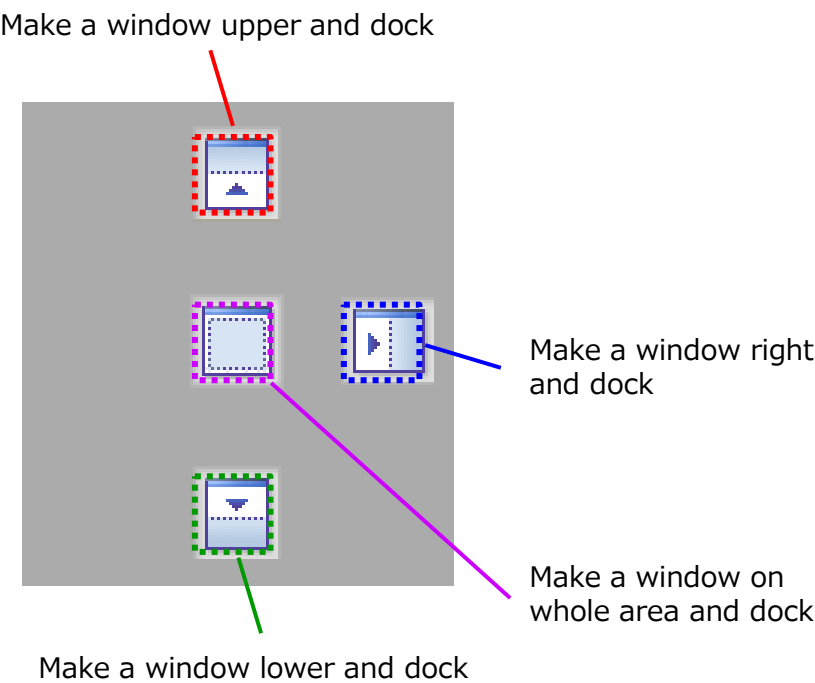 Make a window upper and dock
Make a window right
and dock
Make a window on
whole area and dock
Make a window lower and dock